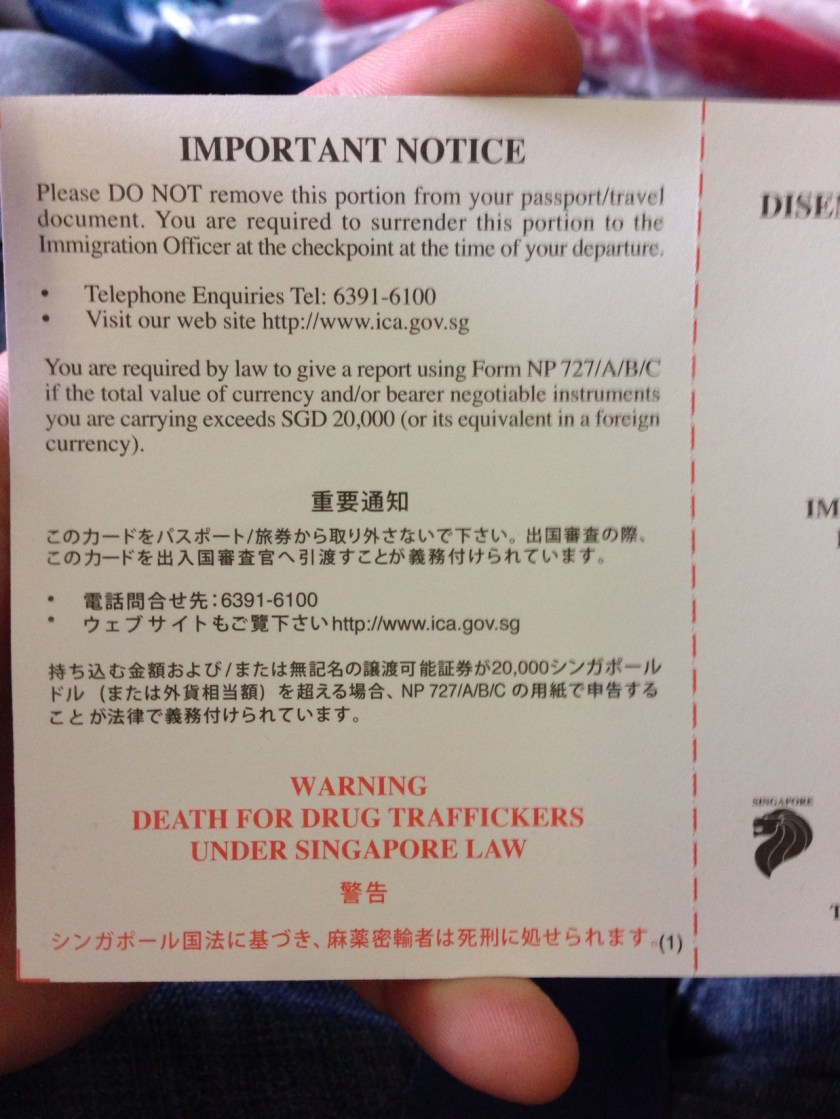 IMPORTANT NOTICE
Please DO NOT remove this portion from your passport/travel
document. You are required to surrender this portion to the
Immigration Officer at the checkpoint at the time of your departure.
• Telephone Enquiries Tel: 6391-6100
• Visit our web site http://www.ica.gov.sg
You are required by law to give a report using Form NP 727/A/B/C
if the total value of currency and/or bearer negotiable instruments
you are carrying exceeds SGD 20,000 (or its equivalent in a foreign
currency).
重要通知
このカードをパスポート/旅券から取り外さないで下さい。出国審査の際、
このカードを出入国審査官へ引渡すことが義務付けられています。
• 電話問合せ先：6391-6100
• ウェブサイトもご覧下さいhttp://www.ica.gov.sg
持ち込む金額および/または無記名の譲渡可能証券が20,000シンガポール
ドル（または外貨相当額）を超える場合、NP 727/A/B/C の用紙で申告する
ことが法律で義務付けられています。
WARNING
DEATH FOR DRUG TRAFFICKERS
UNDER SINGAPORE LAW
警告
シンガポール国法に基づき、麻薬密輸者は死刑に処せられます。(1)
DISE
IM
SINGAPORE
T